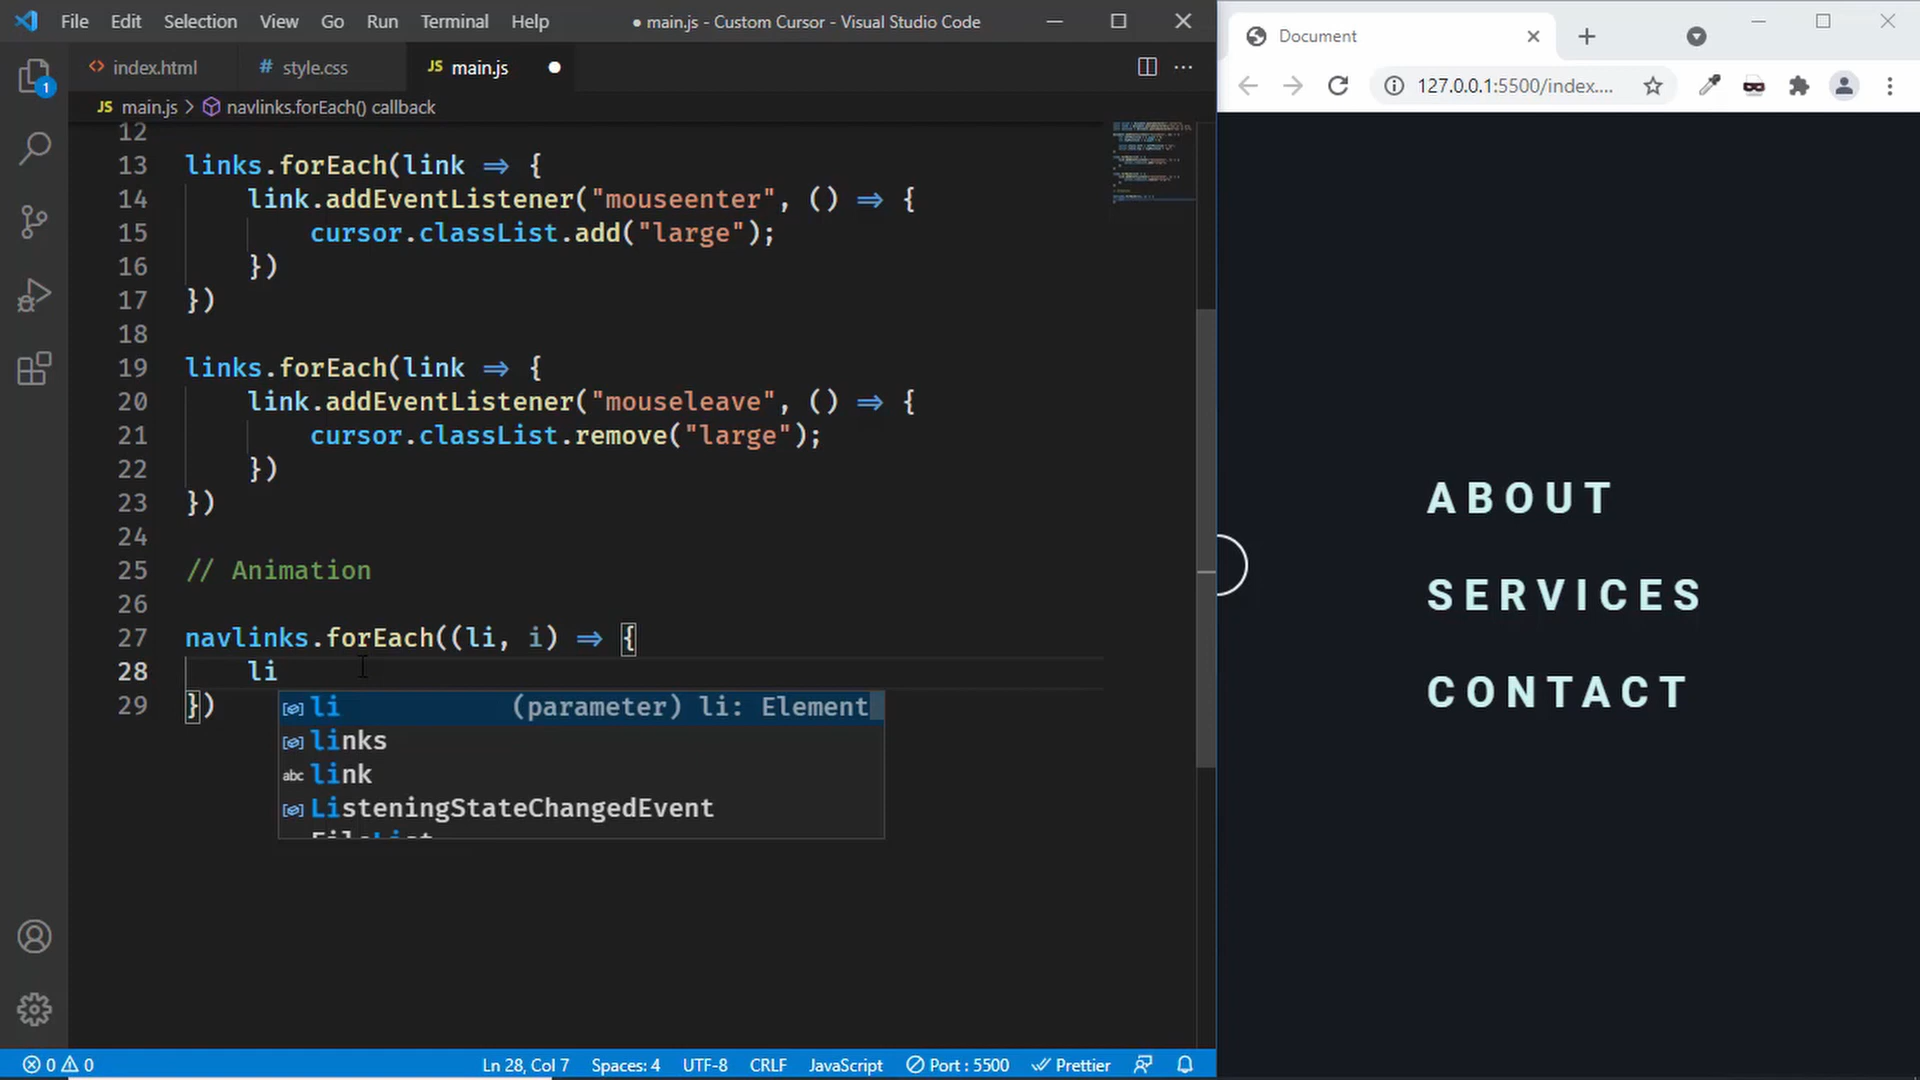 File Edit Selection View Go Run Terminal Help
● main.js - Custom Cursor - Visual Studio Code
index.html
# style.css
JS main.js ●
JS main.js > navlinks.forEach() callback
1
12
13 links.forEach(link => {
14 link.addEventListener("mouseenter", () => {
15 cursor.classList.add("large");
16 })
17 })
18
19 links.forEach(link => {
20 link.addEventListener("mouseleave", () => {
21 cursor.classList.remove("large");
22 })
23 })
24
25 // Animation
26
27 navlinks.forEach((li, i) => {
28 li
29 })
li (parameter) li: Element
links
abc link
ListeningStateChangedEvent
FileList
0 0
Ln 28, Col 7 Spaces: 4 UTF-8 CRLF JavaScript Port : 5500 Prettier
Document
127.0.0.1:5500/index....
ABOUT
SERVICES
CONTACT